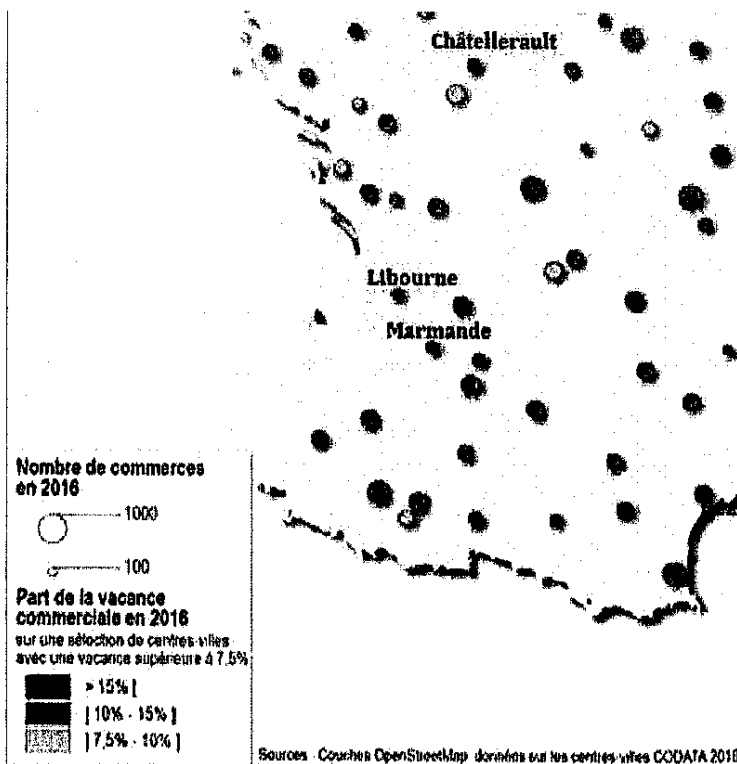 Châtellerault
Libourne
Marmande
Nombre de commerces
en 2016
1000
100
Part de la vacance
commerciale en 2016
sur une sélection de centres-villes
avec une vacance supérieure à 7,5%
> 15% [
] 10% - 15% ]
] 7,5% - 10% ]
Sources : Couches OpenStreetMap, données sur les centres-villes CODATA 2016